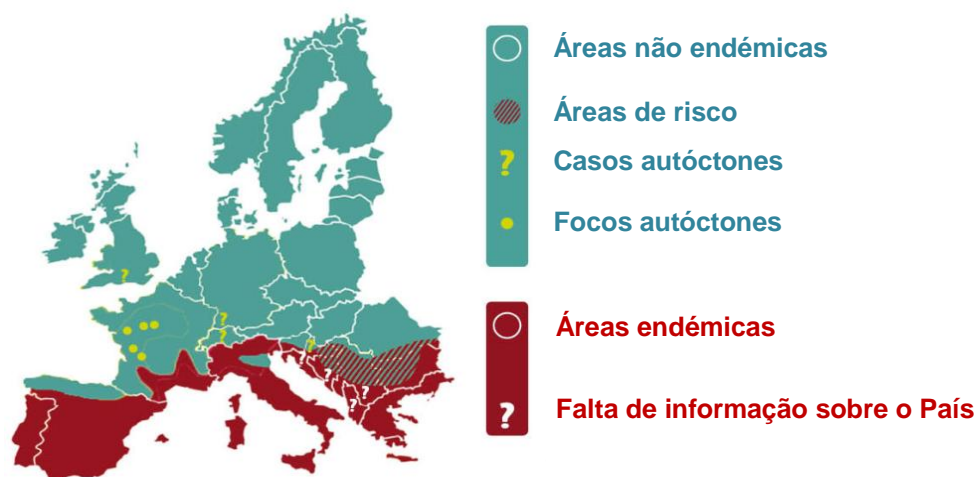 Áreas não endémicas
Áreas de risco
?
Casos autóctones
Focos autóctones
?
?
?
?
Áreas endémicas
?
?
?
?
Falta de informação sobre o País
?